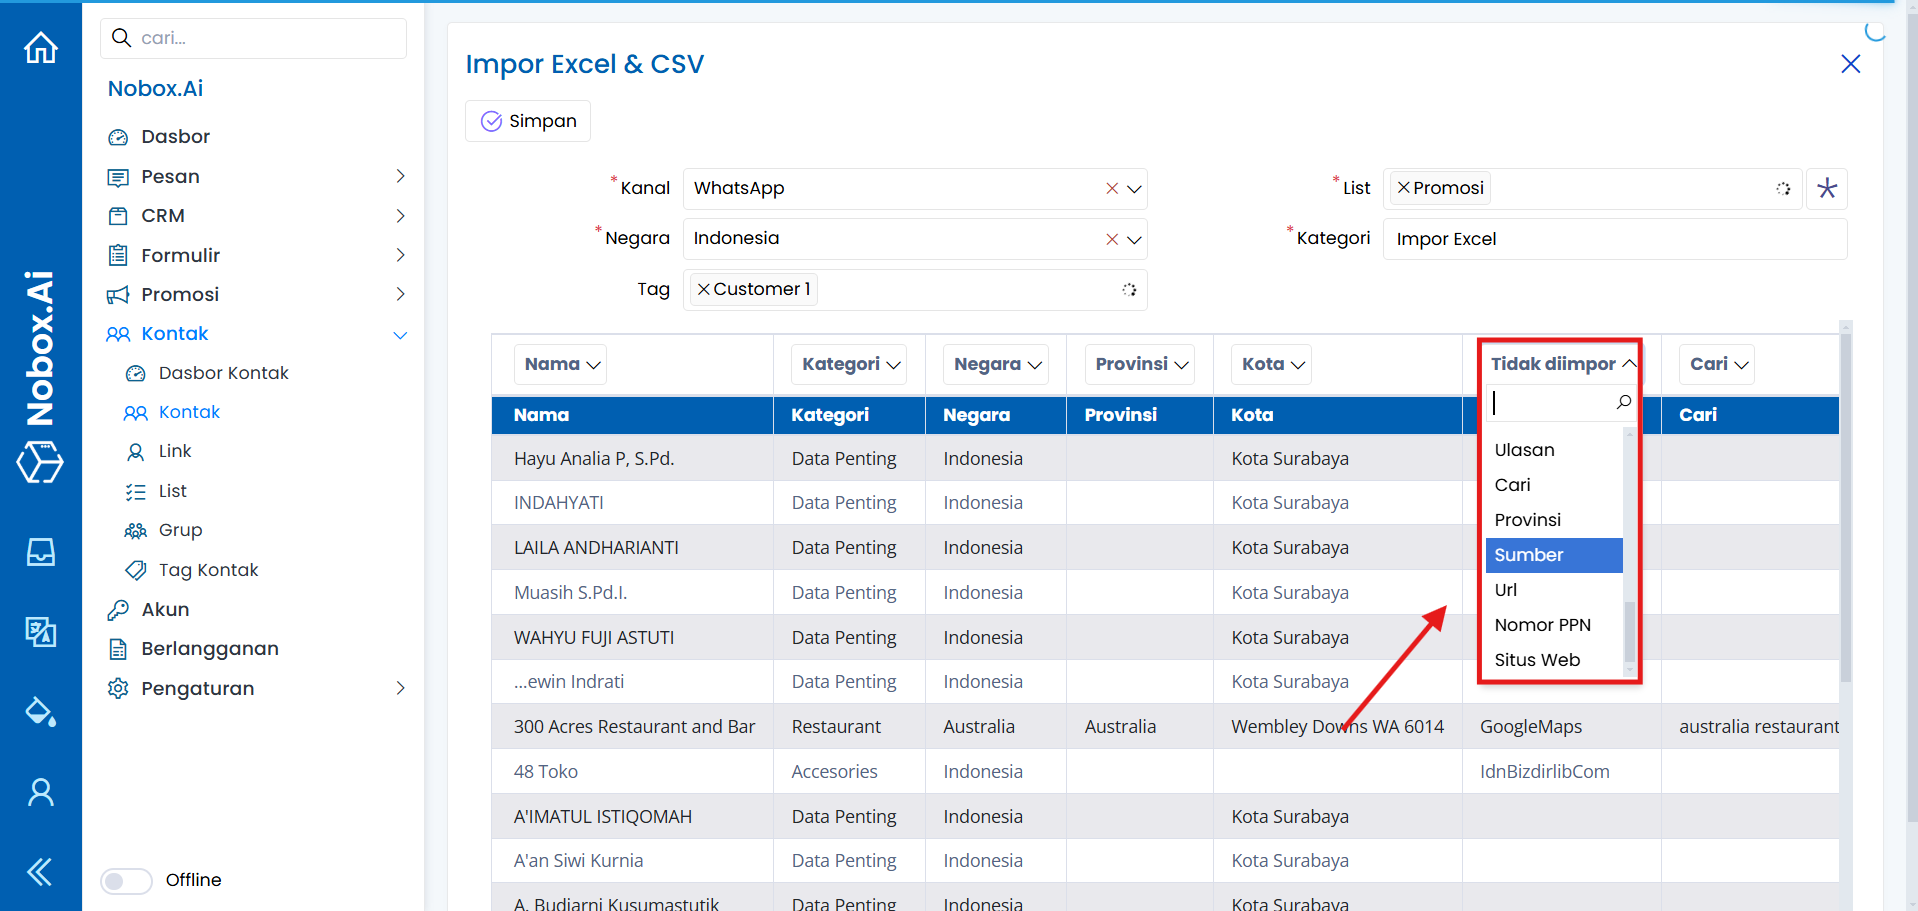 cari...
Nobox.Ai
Dasbor
Pesan
CRM
Formulir
Promosi
Kontak
Dasbor Kontak
Kontak
Link
List
Grup
Tag Kontak
Akun
Berlangganan
Pengaturan
Offline
Nobox.Ai
Impor Excel & CSV
Simpan
*Kanal WhatsApp
*List Promosi
*Negara Indonesia
*Kategori Impor Excel
Tag Customer 1
Nama Kategori Negara Provinsi Kota Tidak diimpor Cari
Nama Kategori Negara Provinsi Kota Cari
Ulasan
Cari
Provinsi
Sumber
Url
Nomor PPN
Situs Web
Hayu Analia P, S.Pd. Data Penting Indonesia Kota Surabaya
INDAHYATI Data Penting Indonesia Kota Surabaya
LAILA ANDHARIANTI Data Penting Indonesia Kota Surabaya
Muasih S.Pd.I. Data Penting Indonesia Kota Surabaya
WAHYU FUJI ASTUTI Data Penting Indonesia Kota Surabaya
...ewin Indrati Data Penting Indonesia Kota Surabaya
300 Acres Restaurant and Bar Restaurant Australia Australia Wembley Downs WA 6014 GoogleMaps australia restaurant
48 Toko Accesories Indonesia IdnBizdirlibCom
A'IMATUL ISTIQOMAH Data Penting Indonesia Kota Surabaya
A'an Siwi Kurnia Data Penting Indonesia Kota Surabaya
A. Budiarni Kusumastutik Data Penting Indonesia Kota Surabaya